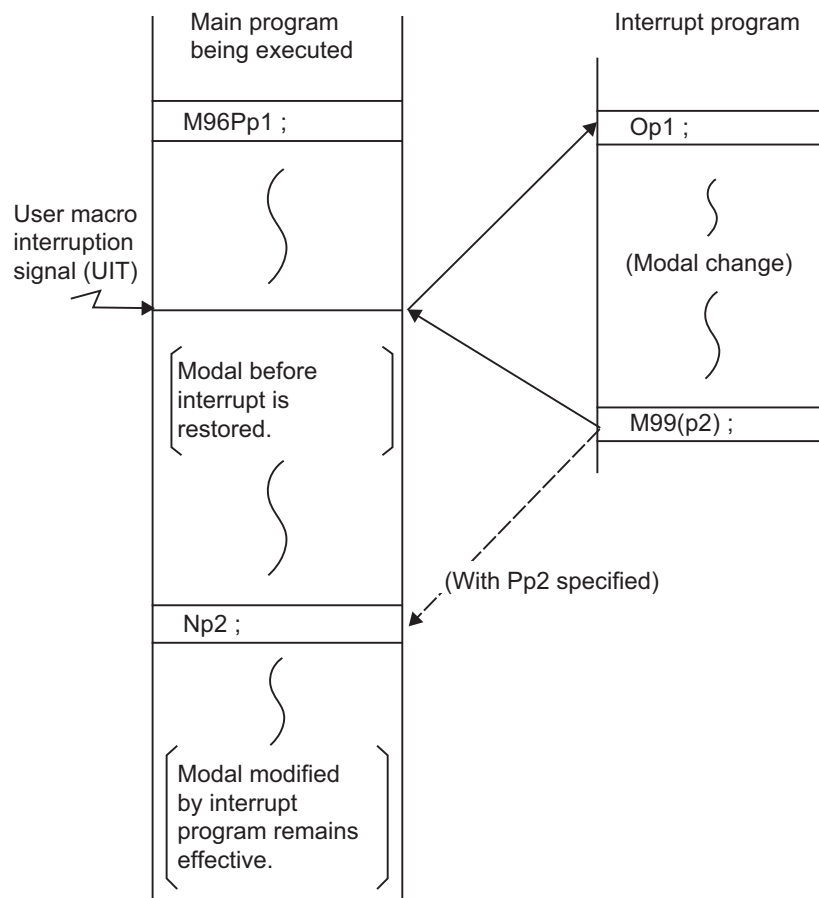 Main program
being executed
Interrupt program
M96Pp1 ;
Op1 ;
User macro
interruption
signal (UIT)
(Modal change)
Modal before
interrupt is
restored.
M99(p2) ;
(With Pp2 specified)
Np2 ;
Modal modified
by interrupt
program remains
effective.